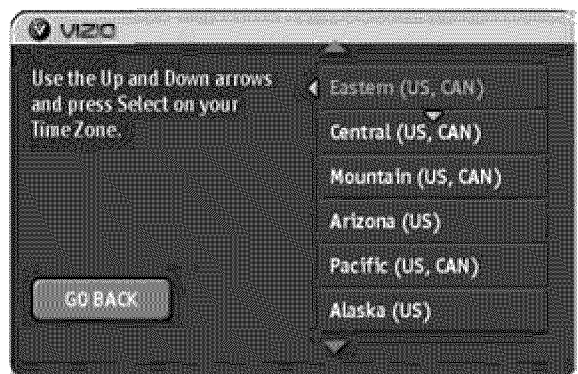 VIZIO
Use the Up and Down arrows
and press Select on your
Time Zone.
Eastern (US, CAN)
Central (US, CAN)
Mountain (US, CAN)
Arizona (US)
Pacific (US, CAN)
Alaska (US)
GO BACK